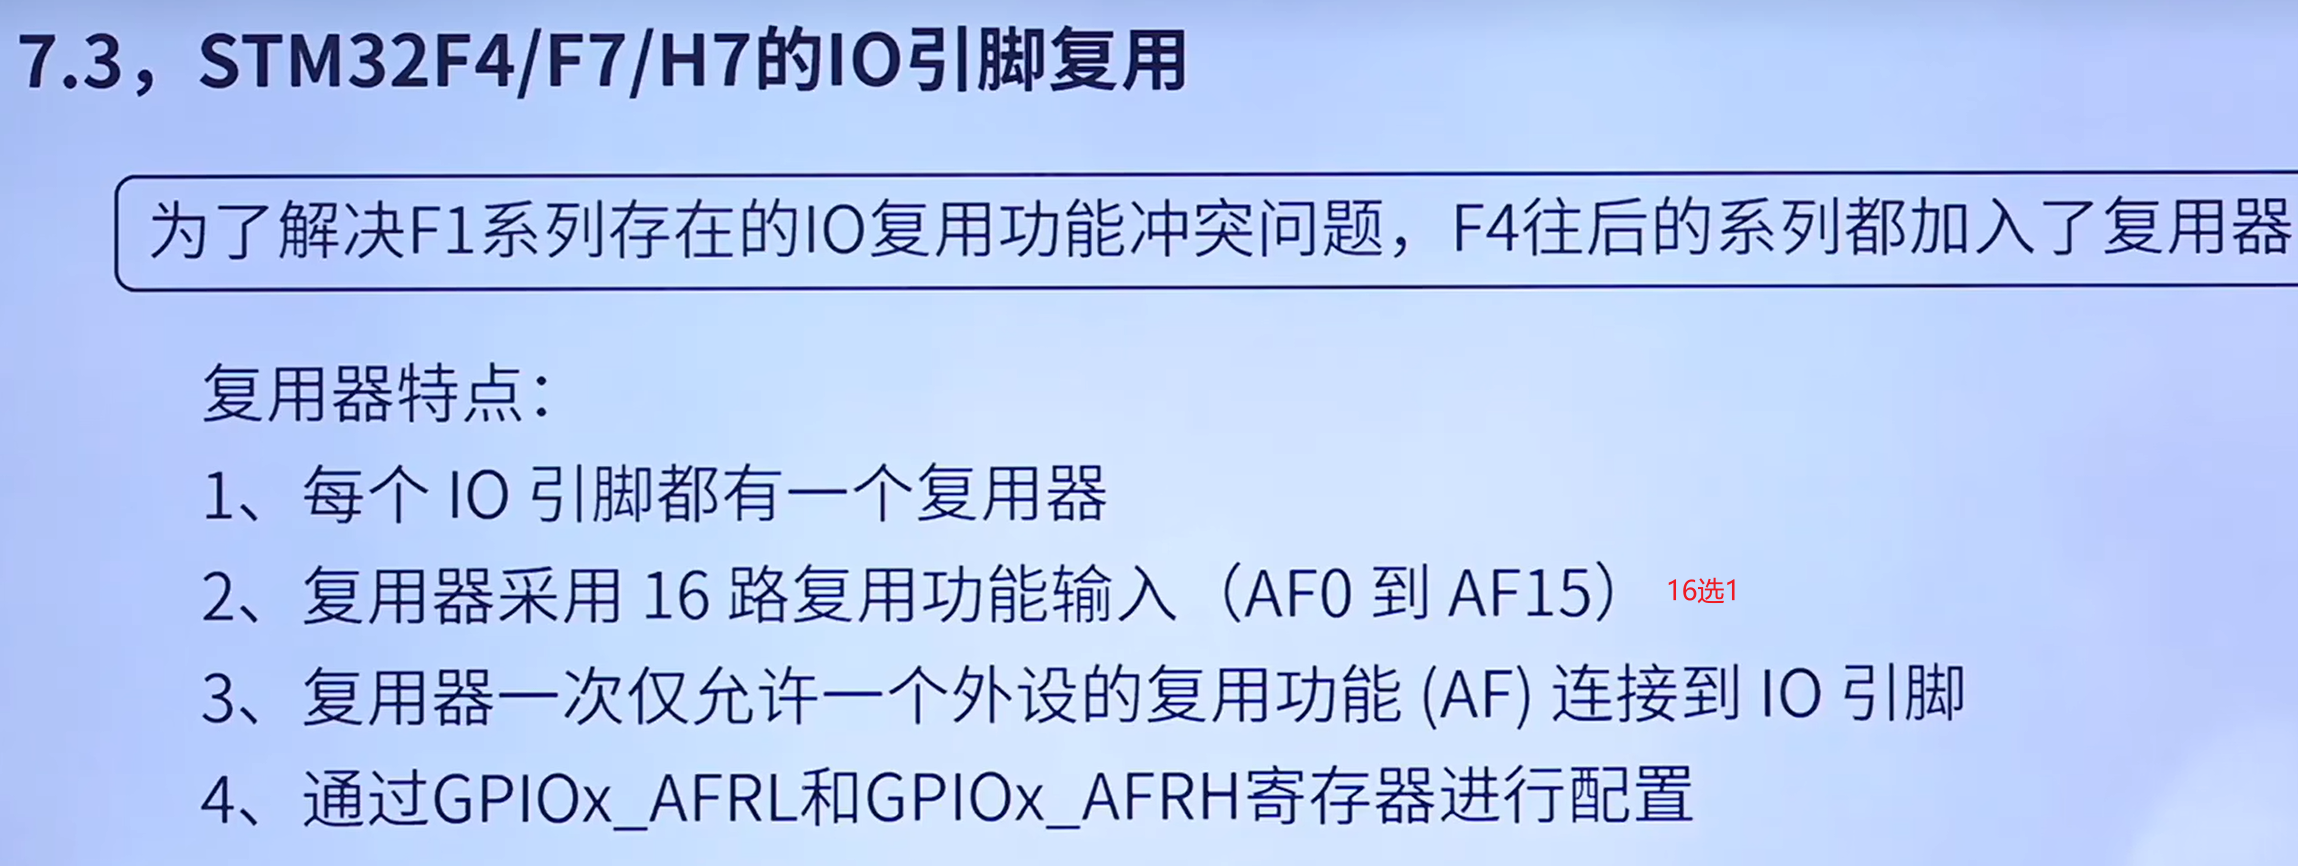 7.3，STM32F4/F7/H7的IO引脚复用
为了解决F1系列存在的IO复用功能冲突问题，F4往后的系列都加入了复用器
复用器特点：
1、每个 IO 引脚都有一个复用器
2、复用器采用 16 路复用功能输入（AF0 到 AF15） 16选1
3、复用器一次仅允许一个外设的复用功能 (AF) 连接到 IO 引脚
4、通过GPIOx_AFRL和GPIOx_AFRH寄存器进行配置